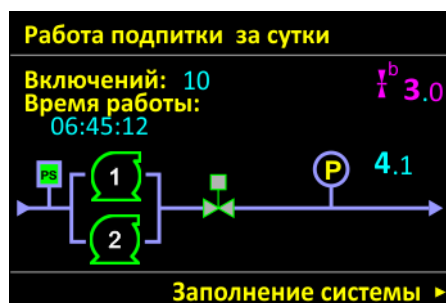 Работа подпитки за сутки
Включений: 10
b 3.0
Время работы:
06:45:12
PS
1
P
4.1
2
Заполнение системы